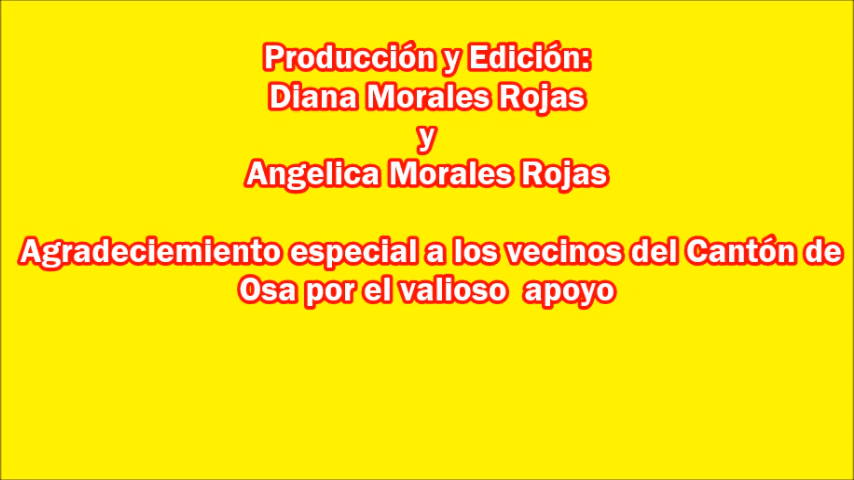 Producción y Edición:
Diana Morales Rojas
y
Angelica Morales Rojas
Agradeciemiento especial a los vecinos del Cantón de
Osa por el valioso apoyo